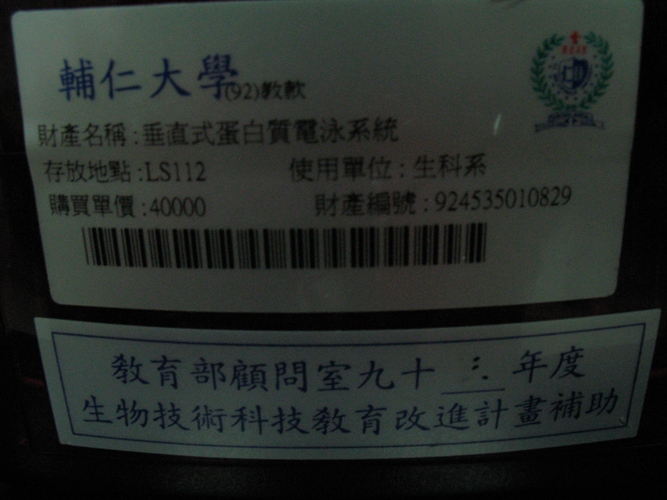 輔仁大學(92)教款
財產名稱:垂直式蛋白質電泳系統
存放地點:LS112 使用單位:生科系
購買單價:40000 財產編號:924535010829
教育部顧問室九十 年度
生物技術科技教育改進計畫補助